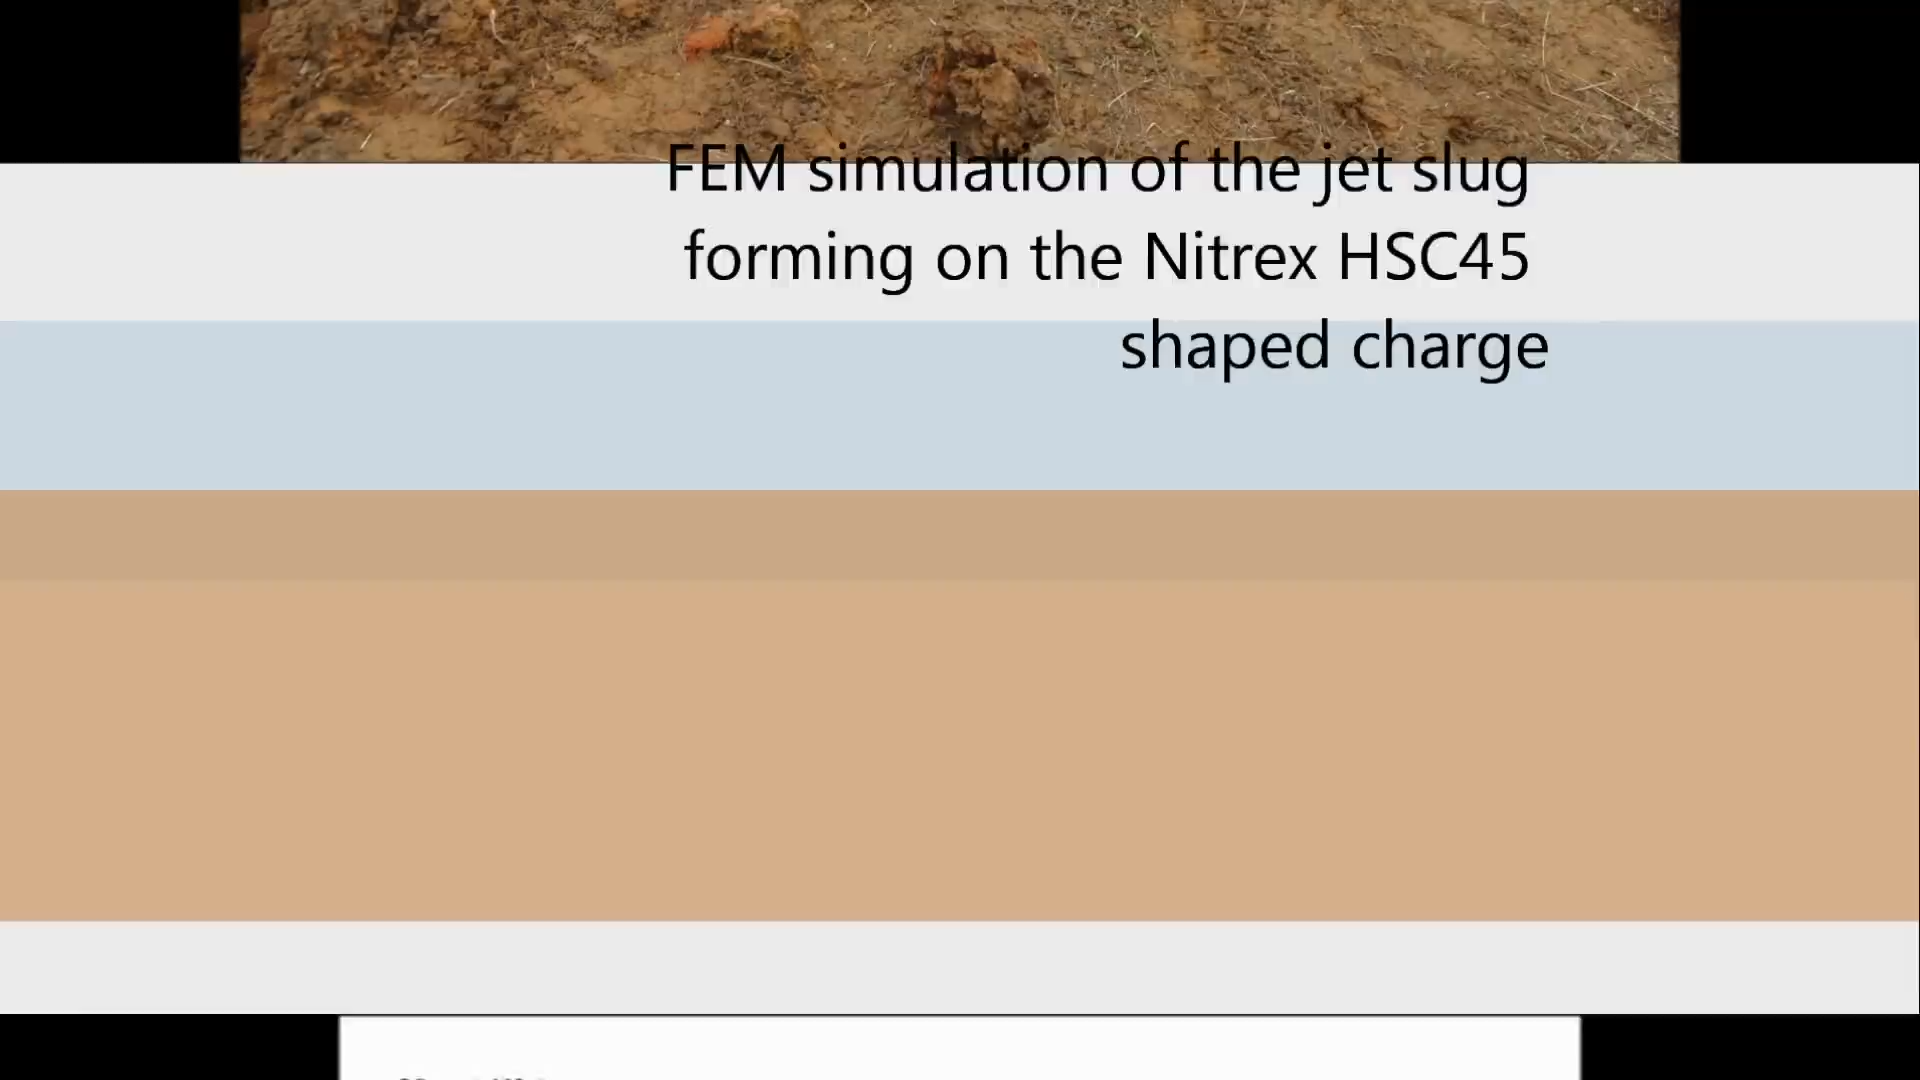 FEM simulation of the jet slug
forming on the Nitrex HSC45
shaped charge